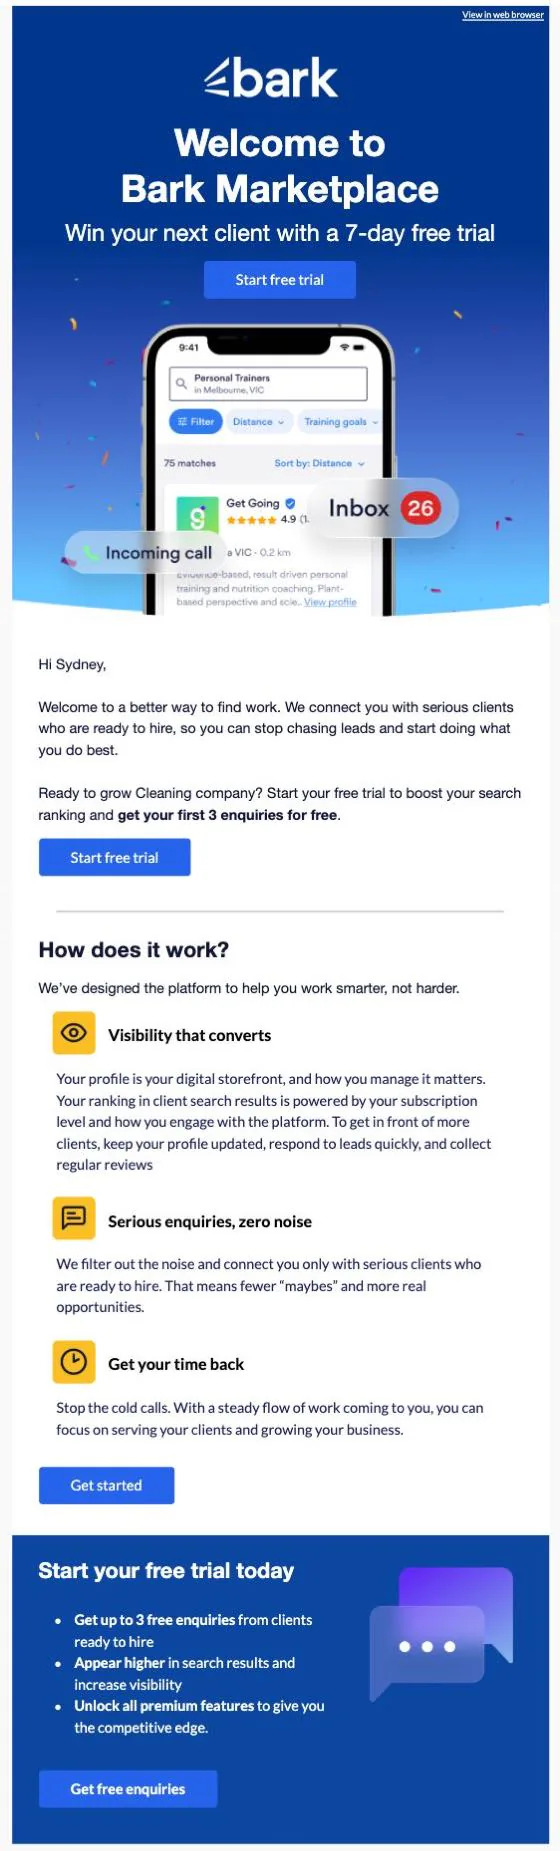 View in web browser
bark
Welcome to
Bark Marketplace
Win your next client with a 7-day free trial
Start free trial
9:41
Personal Trainers
in Melbourne, VIC
Filter
Distance
Training goals
75 matches
Sort by: Distance
g
Get Going
4.9 (1.
Inbox 26
Incoming call
a VIC - 0.2 km
Evidence-based, result driven personal
training and nutrition coaching. Plant-
based perspective and scie.. View profile
Hi Sydney,
Welcome to a better way to find work. We connect you with serious clients
who are ready to hire, so you can stop chasing leads and start doing what
you do best.
Ready to grow Cleaning company? Start your free trial to boost your search
ranking and get your first 3 enquiries for free.
Start free trial
How does it work?
We’ve designed the platform to help you work smarter, not harder.
Visibility that converts
Your profile is your digital storefront, and how you manage it matters.
Your ranking in client search results is powered by your subscription
level and how you engage with the platform. To get in front of more
clients, keep your profile updated, respond to leads quickly, and collect
regular reviews
Serious enquiries, zero noise
We filter out the noise and connect you only with serious clients who
are ready to hire. That means fewer “maybes” and more real
opportunities.
Get your time back
Stop the cold calls. With a steady flow of work coming to you, you can
focus on serving your clients and growing your business.
Get started
Start your free trial today
• Get up to 3 free enquiries from clients
ready to hire
• Appear higher in search results and
increase visibility
• Unlock all premium features to give you
the competitive edge.
Get free enquiries